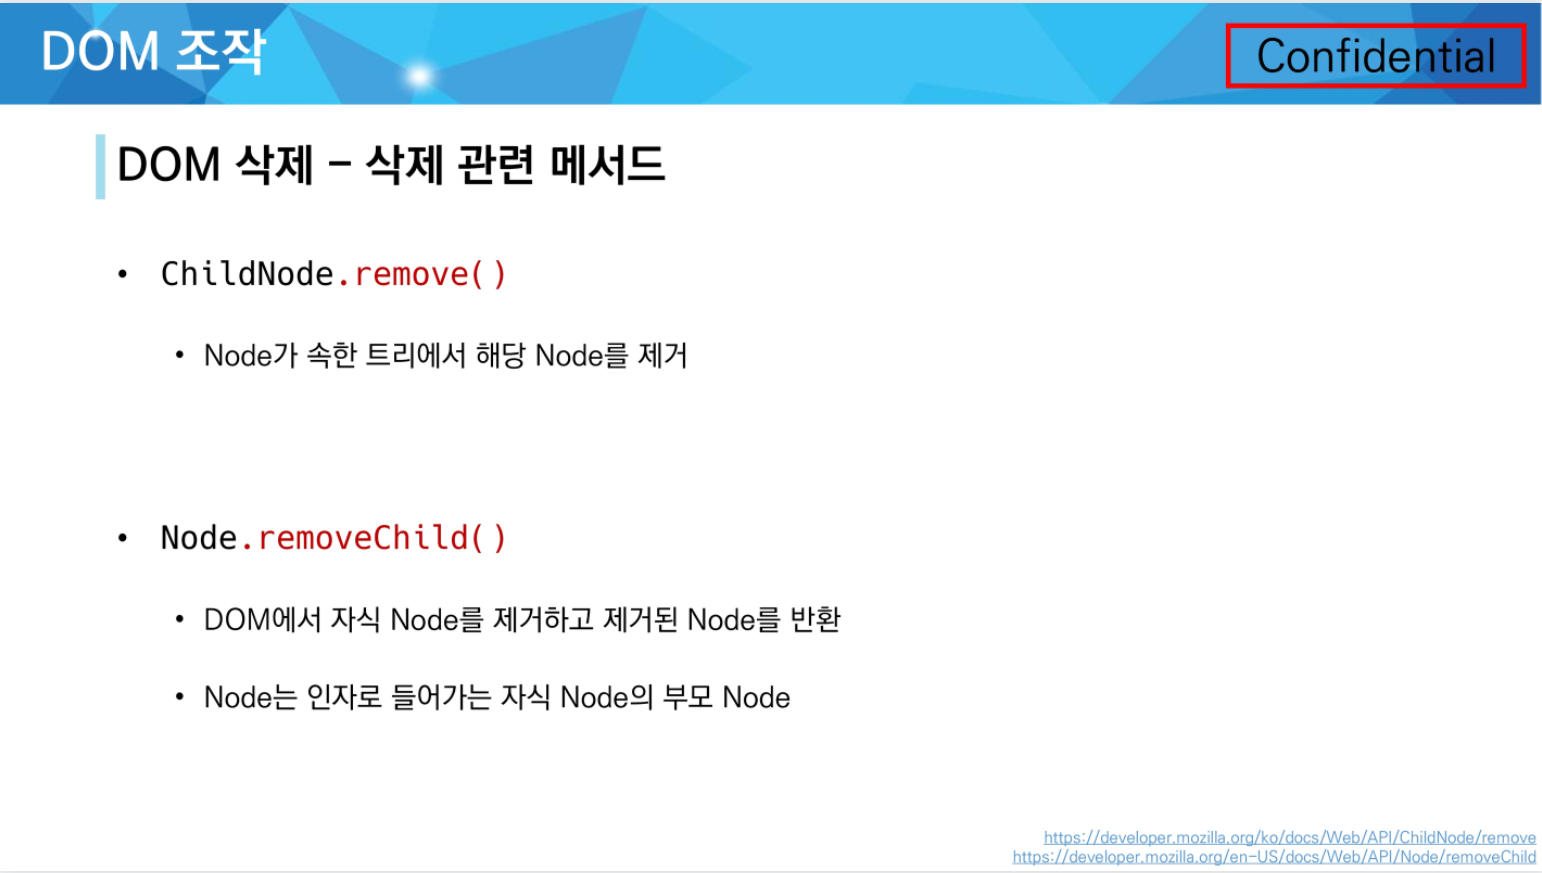 DOM 조작
Confidential
DOM 삭제 - 삭제 관련 메서드
• ChildNode.remove()
• Node가 속한 트리에서 해당 Node를 제거
• Node.removeChild()
• DOM에서 자식 Node를 제거하고 제거된 Node를 반환
• Node는 인자로 들어가는 자식 Node의 부모 Node
https://developer.mozilla.org/ko/docs/Web/API/ChildNode/remove
https://developer.mozilla.org/en-US/docs/Web/API/Node/removeChild